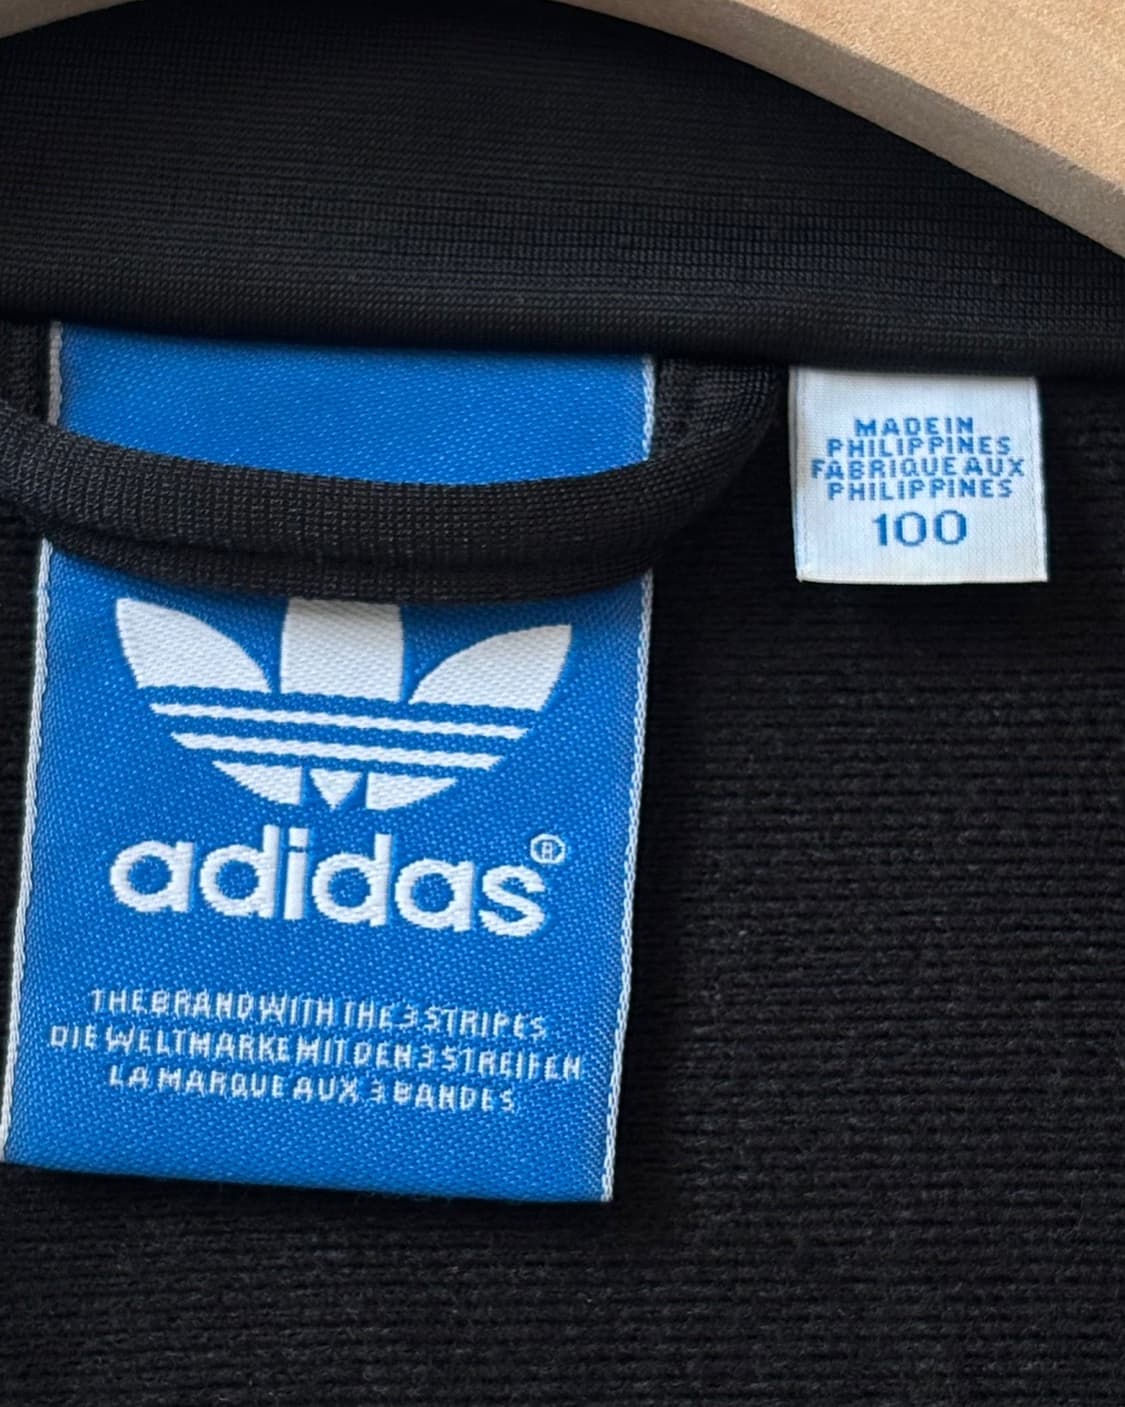 MADE IN
PHILIPPINES
FABRIQUE AUX
PHILIPPINES
100
adidas®
THE BRAND WITH THE 3 STRIPES
DIE WELTMARKE MIT DEN 3 STREIFEN
LA MARQUE AUX 3 BANDES